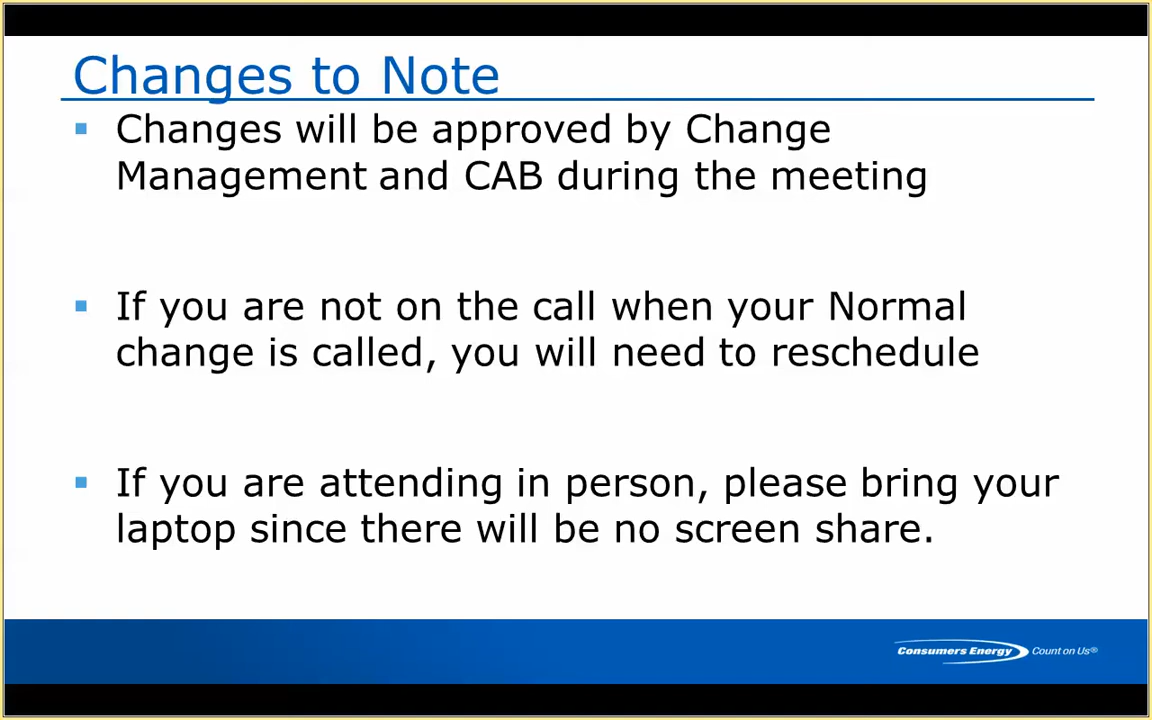 Changes to Note
▪ Changes will be approved by Change
Management and CAB during the meeting
▪ If you are not on the call when your Normal
change is called, you will need to reschedule
▪ If you are attending in person, please bring your
laptop since there will be no screen share.
Consumers Energy Count on Us®